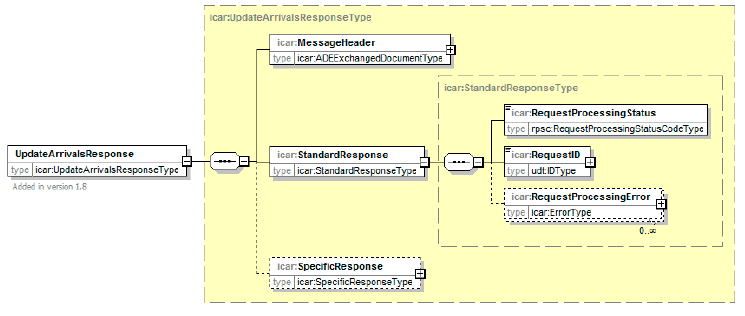 icar:UpdateArrivalsResponseType
icar:MessageHeader
type icar:ADEExchangedDocumentType
icar:StandardResponseType
icar:RequestProcessingStatus
type rpsc:RequestProcessingStatusCodeType
UpdateArrivalsResponse
type icar:UpdateArrivalsResponseType
Added in version 1.8
icar:StandardResponse
type icar:StandardResponseType
icar:RequestID
type udt:IDType
icar:RequestProcessingError
type icar:ErrorType
0..∞
icar:SpecificResponse
type icar:SpecificResponseType